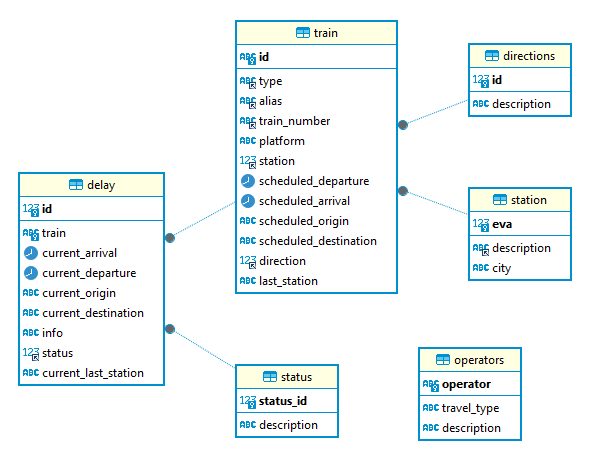 train
id
type
alias
train_number
platform
station
scheduled_departure
scheduled_arrival
scheduled_origin
scheduled_destination
direction
last_station
directions
id
description
delay
id
train
current_arrival
current_departure
current_origin
current_destination
info
status
current_last_station
station
eva
description
city
status
status_id
description
operators
operator
travel_type
description